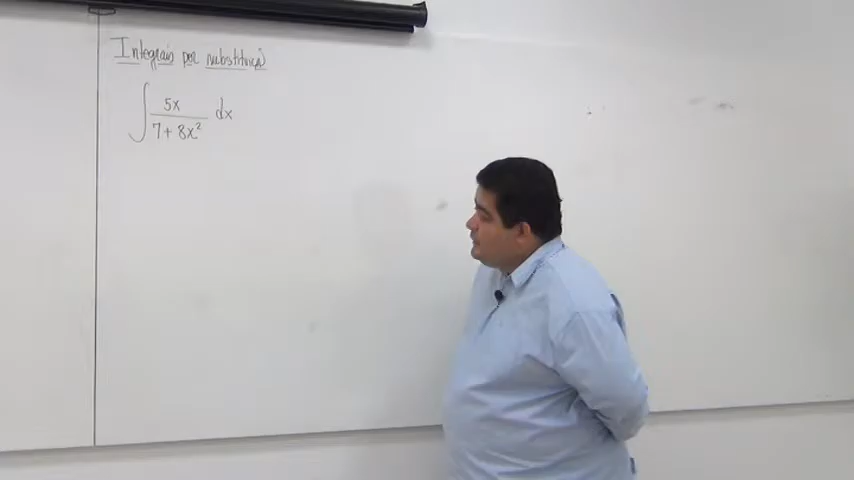 Integrais por substituição
∫ 5x / 7 + 8x² dx